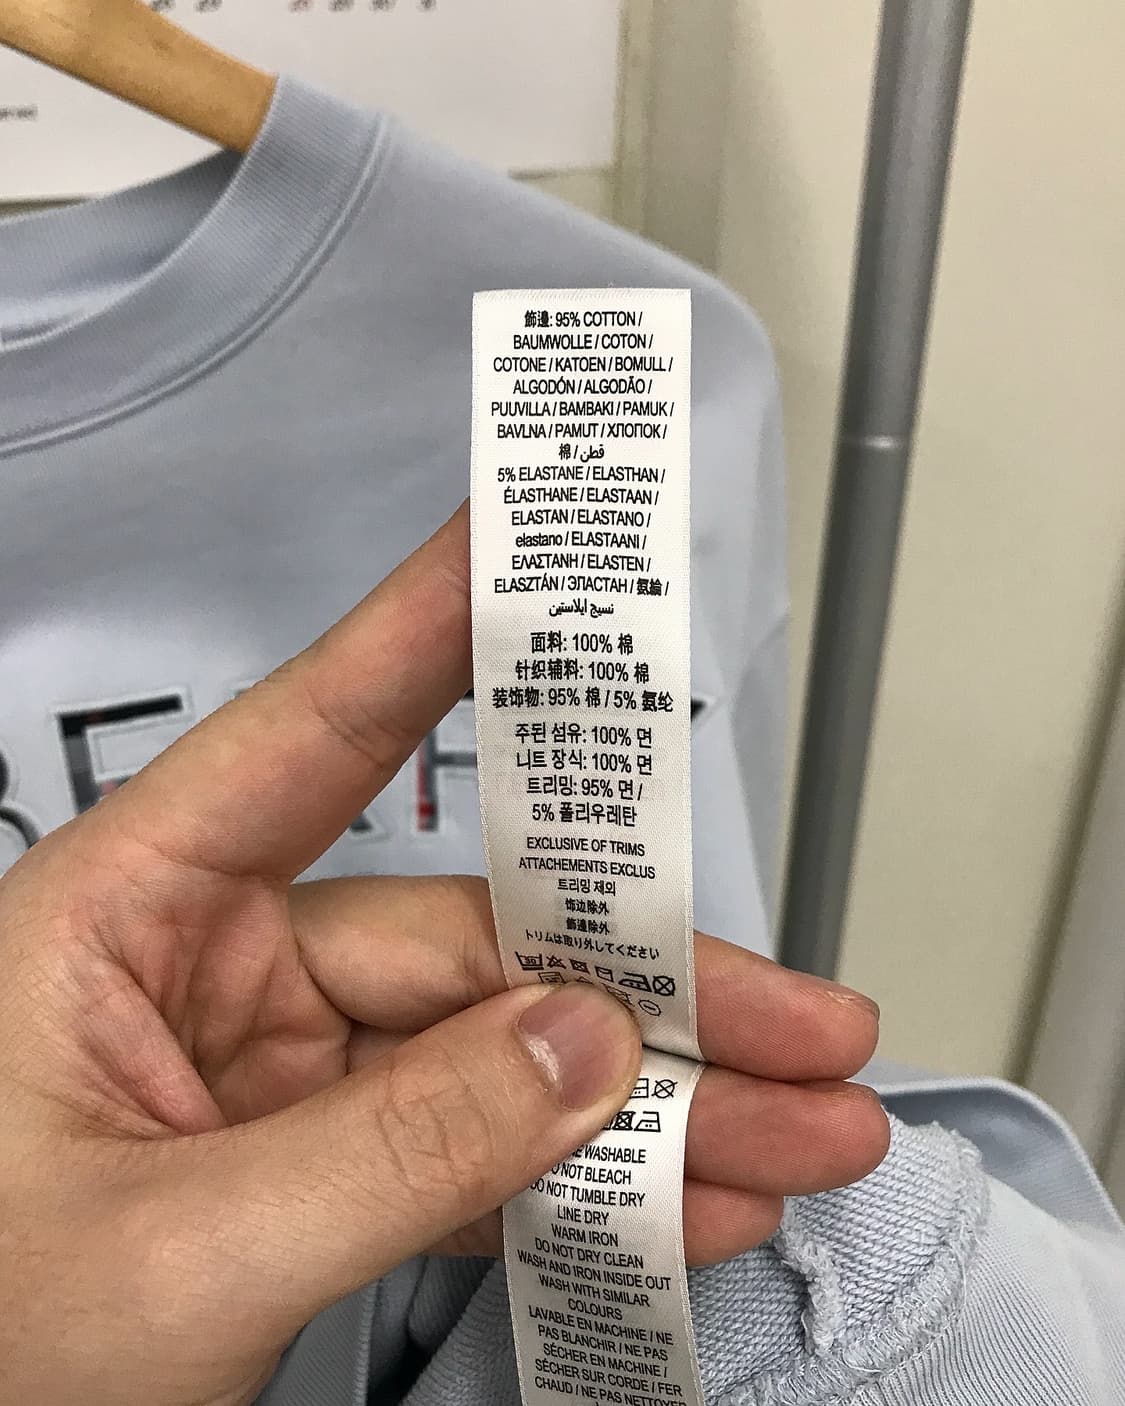 飾邊: 95% COTTON /
BAUMWOLLE / COTON /
COTONE / KATOEN / BOMULL /
ALGODÓN / ALGODÃO /
PUUVILLA / BAMBAKI / PAMUK /
BAVLNA / PAMUT / ХЛОПОК /
棉 / قطن
5% ELASTANE / ELASTHAN /
ÉLASTHANE / ELASTAAN /
ELASTAN / ELASTANO /
elastano / ELASTAANI /
ΕΛΑΣΤΑΝΗ / ELASTEN /
ELASZTÁN / ЭЛАСТАН / 氨綸 /
نسيج ايلاستين
面料: 100% 棉
针织辅料: 100% 棉
装饰物: 95% 棉 / 5% 氨纶
주된 섬유: 100% 면
니트 장식: 100% 면
트리밍: 95% 면 /
5% 폴리우레탄
EXCLUSIVE OF TRIMS
ATTACHEMENTS EXCLUS
트리밍 제외
饰边除外
飾邊除外
トリムは取り外してください
WASHABLE
NOT BLEACH
DO NOT TUMBLE DRY
LINE DRY
WARM IRON
DO NOT DRY CLEAN
WASH AND IRON INSIDE OUT
WASH WITH SIMILAR
COLOURS
LAVABLE EN MACHINE / NE
PAS BLANCHIR / NE PAS
SÉCHER EN MACHINE /
SÉCHER SUR CORDE / FER
CHAUD / NE PAS NETTOYER